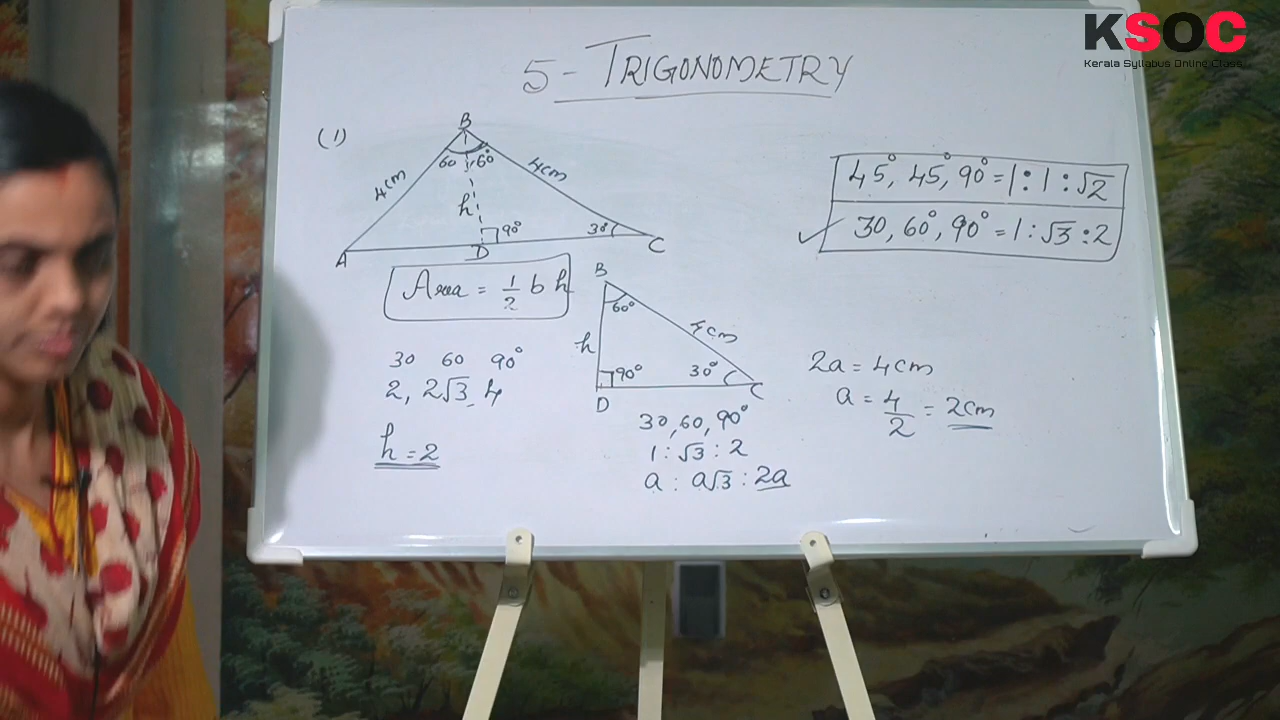 KSOC
Kerala Syllabus Online Class
5 - TRIGONOMETRY
(1)
B
60 60°
4cm
4cm
h
90°
30°
A
D
C
45°, 45°, 90° = 1 : 1 : √2
✓ 30, 60°, 90° = 1 : √3 : 2
Area = 1/2 b h
B
60°
4cm
h
90°
30°
D
C
30 60 90°
2, 2√3, 4
h = 2
30, 60, 90°
1 : √3 : 2
a : a√3 : 2a
2a = 4cm
a = 4/2 = 2cm